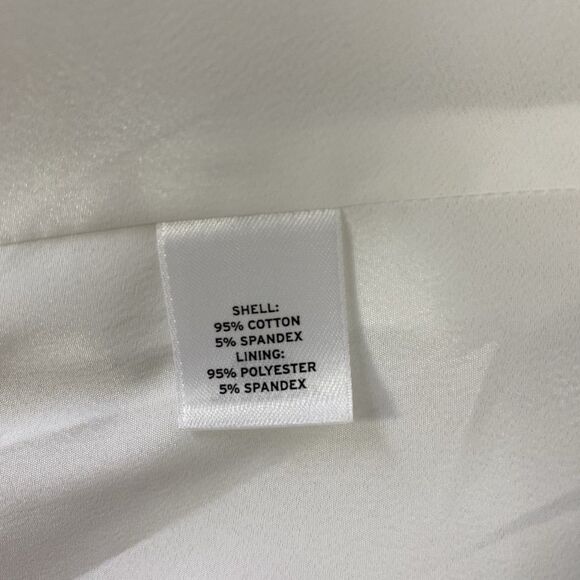 SHELL:
95% COTTON
5% SPANDEX
LINING:
95% POLYESTER
5% SPANDEX